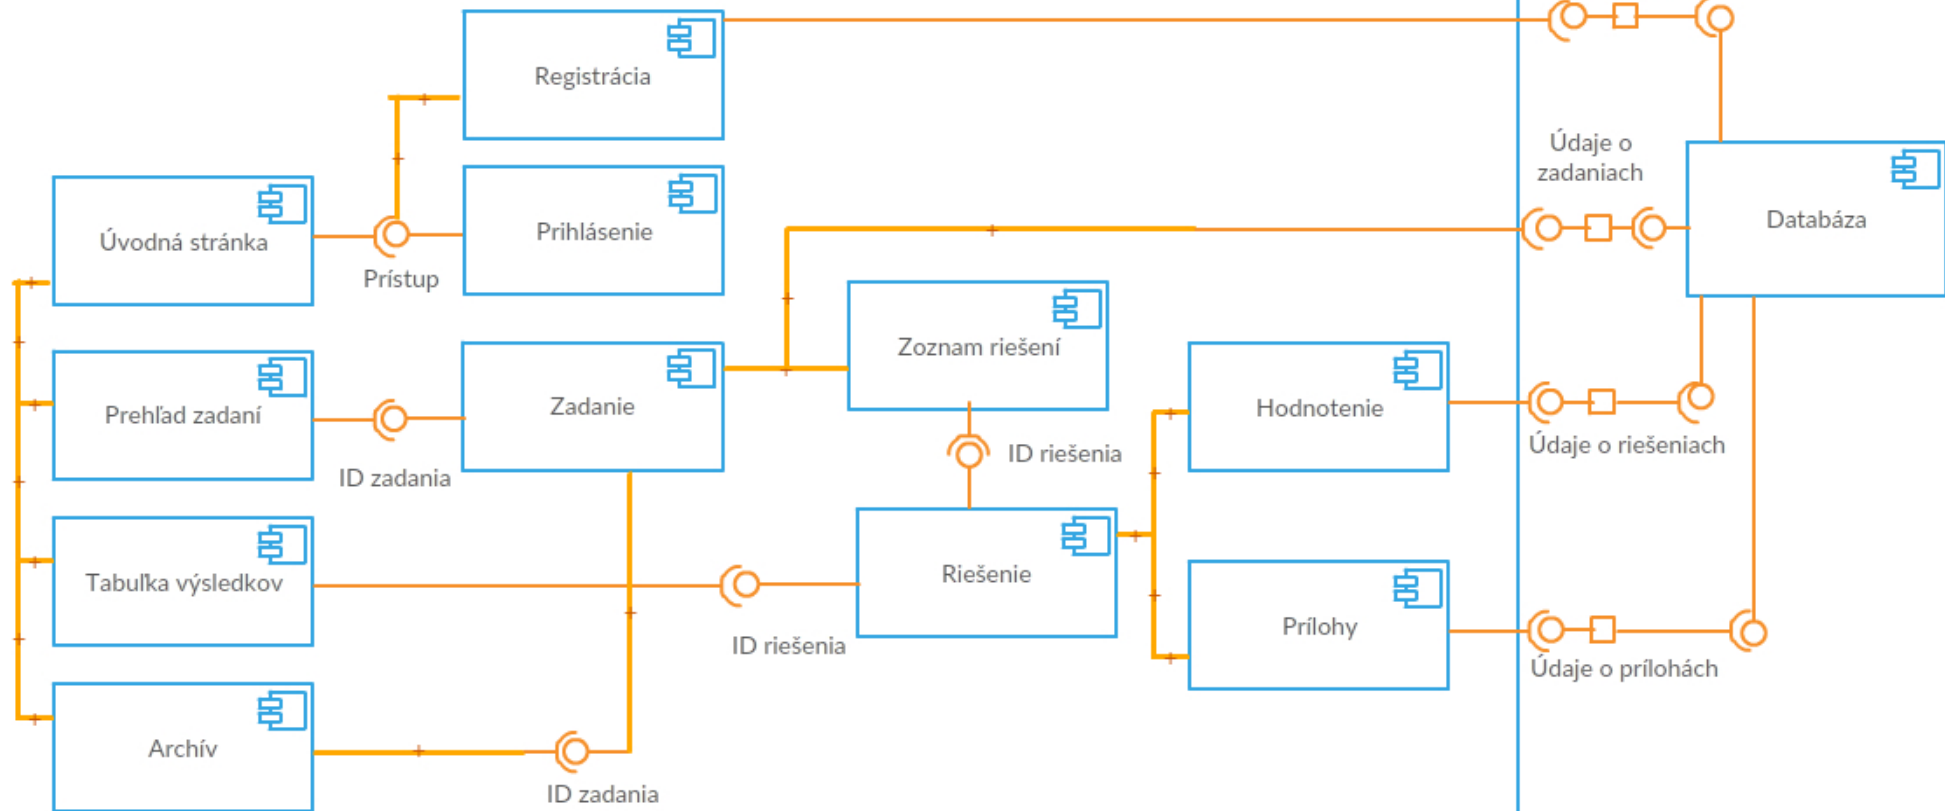 Registrácia
Údaje o
zadaniach
Databáza
Prihlásenie
Úvodná stránka
Prístup
Zoznam riešení
Zadanie
Hodnotenie
Prehľad zadaní
Údaje o riešeniach
ID riešenia
ID zadania
Riešenie
Tabuľka výsledkov
Prílohy
ID riešenia
Údaje o prílohách
Archív
ID zadania